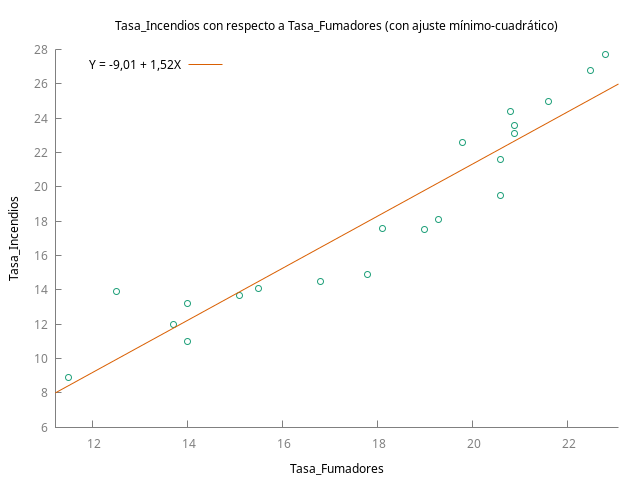 Tasa_Incendios con respecto a Tasa_Fumadores (con ajuste mínimo-cuadrático)
Y = -9,01 + 1,52X
28
26
24
22
20
18
16
14
12
10
8
6
Tasa_Incendios
12 14 16 18 20 22
Tasa_Fumadores